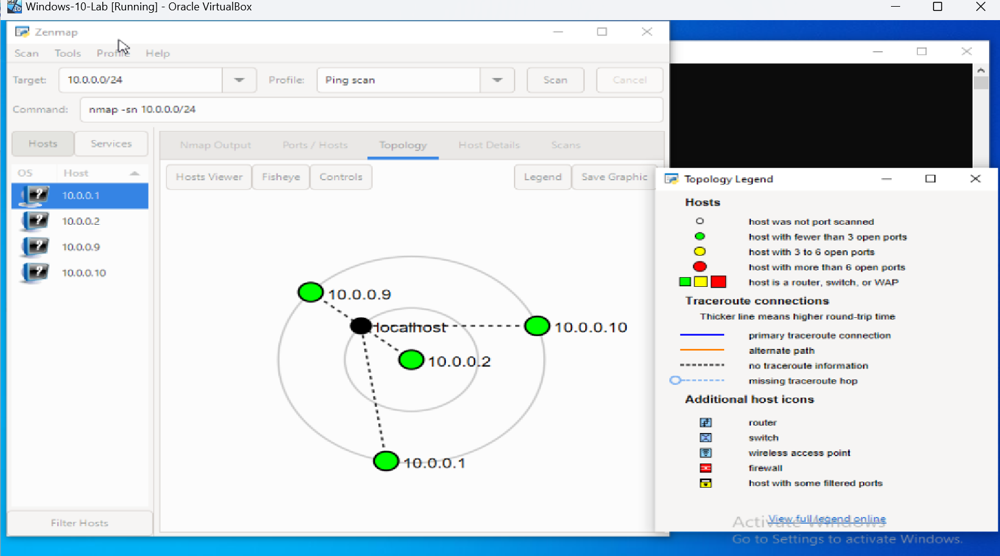 Windows-10-Lab [Running] - Oracle VirtualBox
Zenmap
Scan Tools Profile Help
Target: 10.0.0.0/24 Profile: Ping scan Scan Cancel
Command: nmap -sn 10.0.0.0/24
Hosts Services
Nmap Output Ports / Hosts Topology Host Details Scans
OS Host
Hosts Viewer Fisheye Controls Legend Save Graphic
10.0.0.1
10.0.0.2
10.0.0.9
10.0.0.10
10.0.0.9
localhost
10.0.0.10
10.0.0.2
10.0.0.1
Filter Hosts
Topology Legend
Hosts
host was not port scanned
host with fewer than 3 open ports
host with 3 to 6 open ports
host with more than 6 open ports
host is a router, switch, or WAP
Traceroute connections
Thicker line means higher round-trip time
primary traceroute connection
alternate path
no traceroute information
missing traceroute hop
Additional host icons
router
switch
wireless access point
firewall
host with some filtered ports
View full legend online
Activate Windows
Go to Settings to activate Windows.